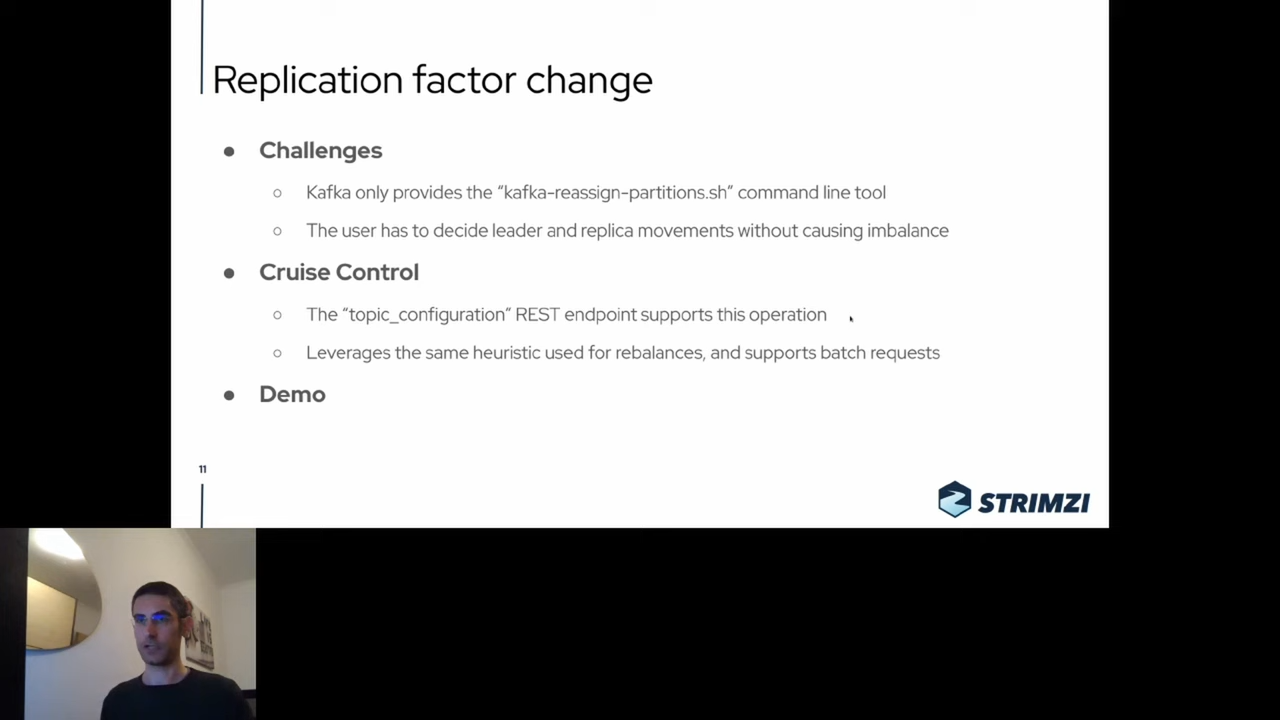 Replication factor change
● Challenges
○ Kafka only provides the “kafka-reassign-partitions.sh” command line tool
○ The user has to decide leader and replica movements without causing imbalance
● Cruise Control
○ The “topic_configuration” REST endpoint supports this operation
○ Leverages the same heuristic used for rebalances, and supports batch requests
● Demo
11
STRIMZI